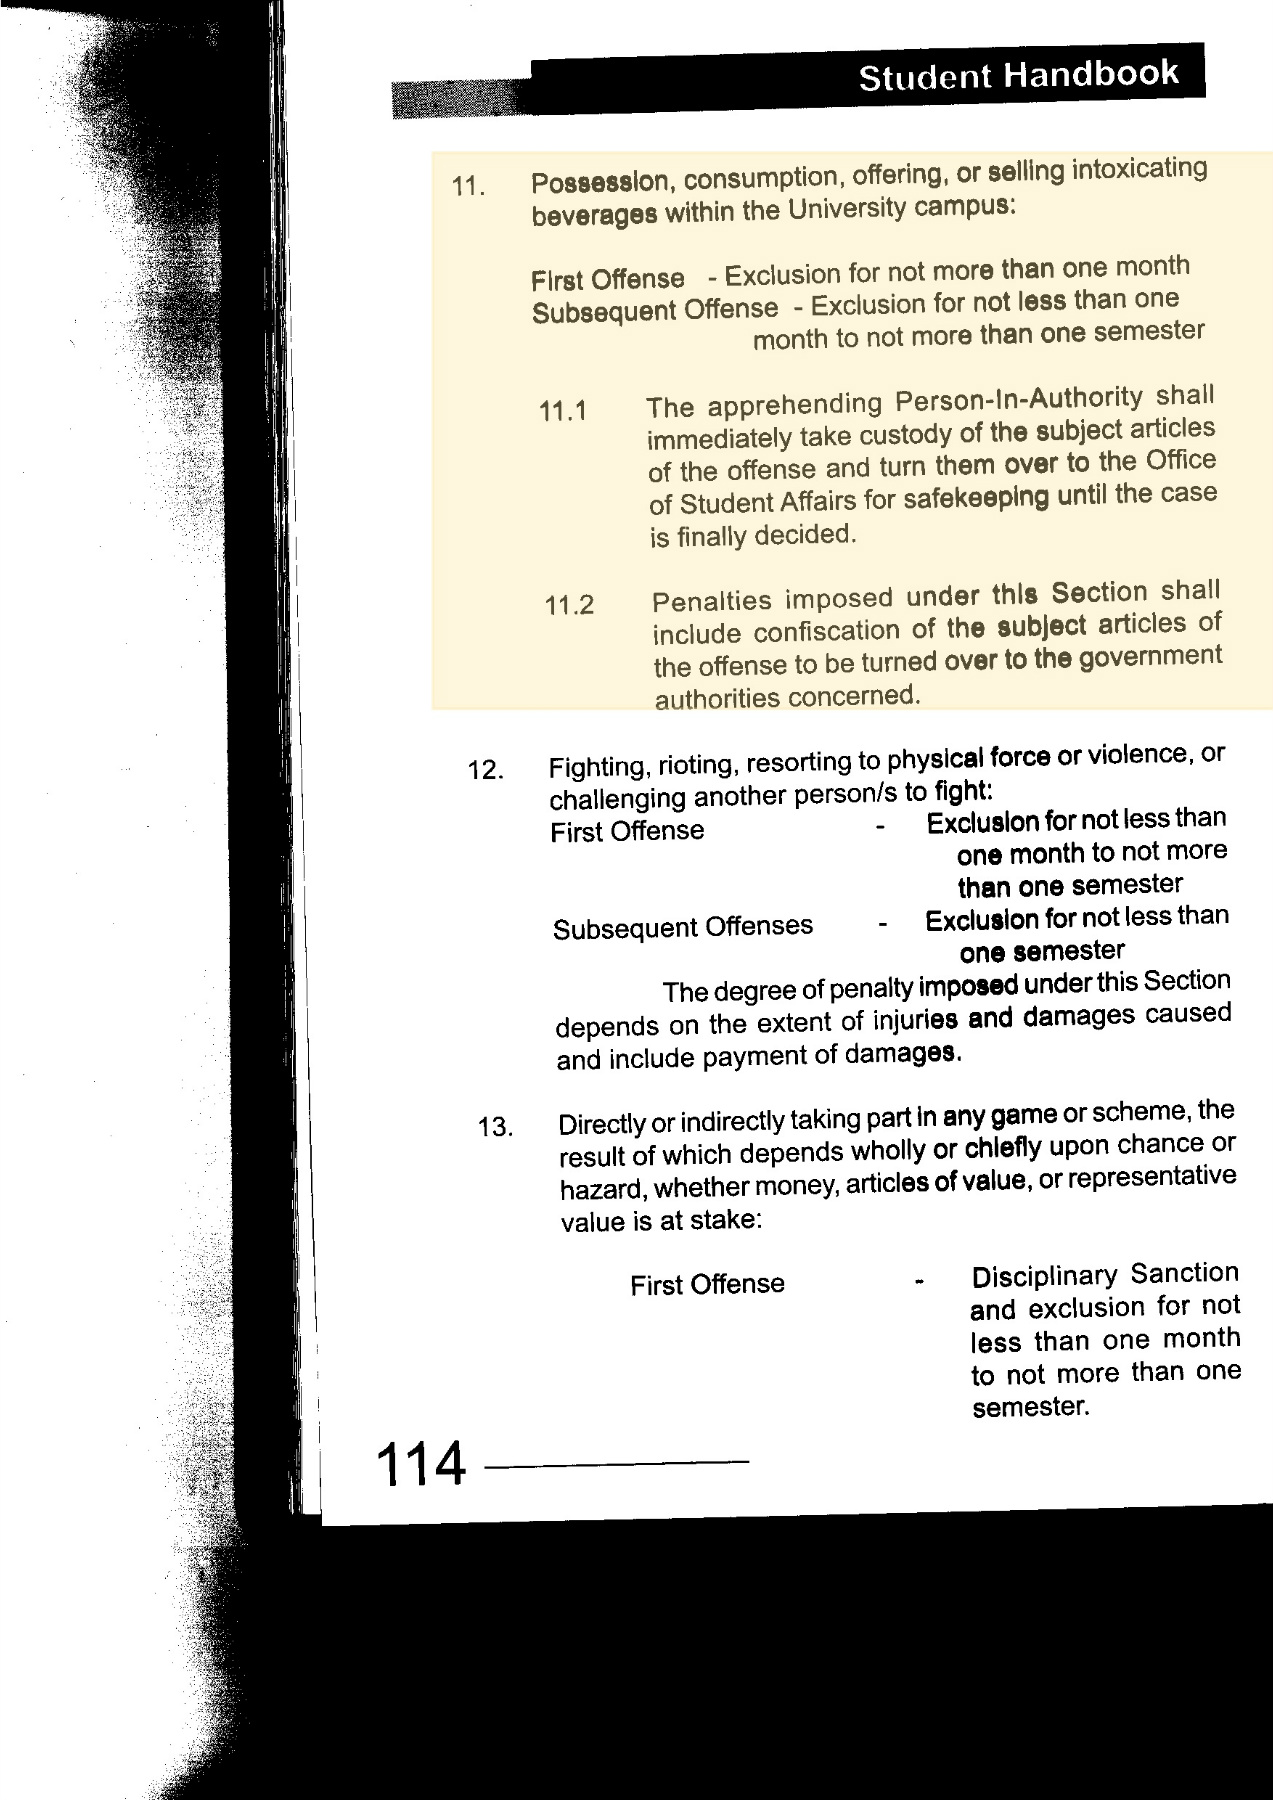 Student Handbook
11. Possession, consumption, offering, or selling intoxicating
beverages within the University campus:
First Offense - Exclusion for not more than one month
Subsequent Offense - Exclusion for not less than one
month to not more than one semester
11.1 The apprehending Person-In-Authority shall
immediately take custody of the subject articles
of the offense and turn them over to the Office
of Student Affairs for safekeeping until the case
is finally decided.
11.2 Penalties imposed under this Section shall
include confiscation of the subject articles of
the offense to be turned over to the government
authorities concerned.
12. Fighting, rioting, resorting to physical force or violence, or
challenging another person/s to fight:
First Offense - Exclusion for not less than
one month to not more
than one semester
Subsequent Offenses - Exclusion for not less than
one semester
The degree of penalty imposed under this Section
depends on the extent of injuries and damages caused
and include payment of damages.
13. Directly or indirectly taking part in any game or scheme, the
result of which depends wholly or chiefly upon chance or
hazard, whether money, articles of value, or representative
value is at stake:
First Offense - Disciplinary Sanction
and exclusion for not
less than one month
to not more than one
semester.
114